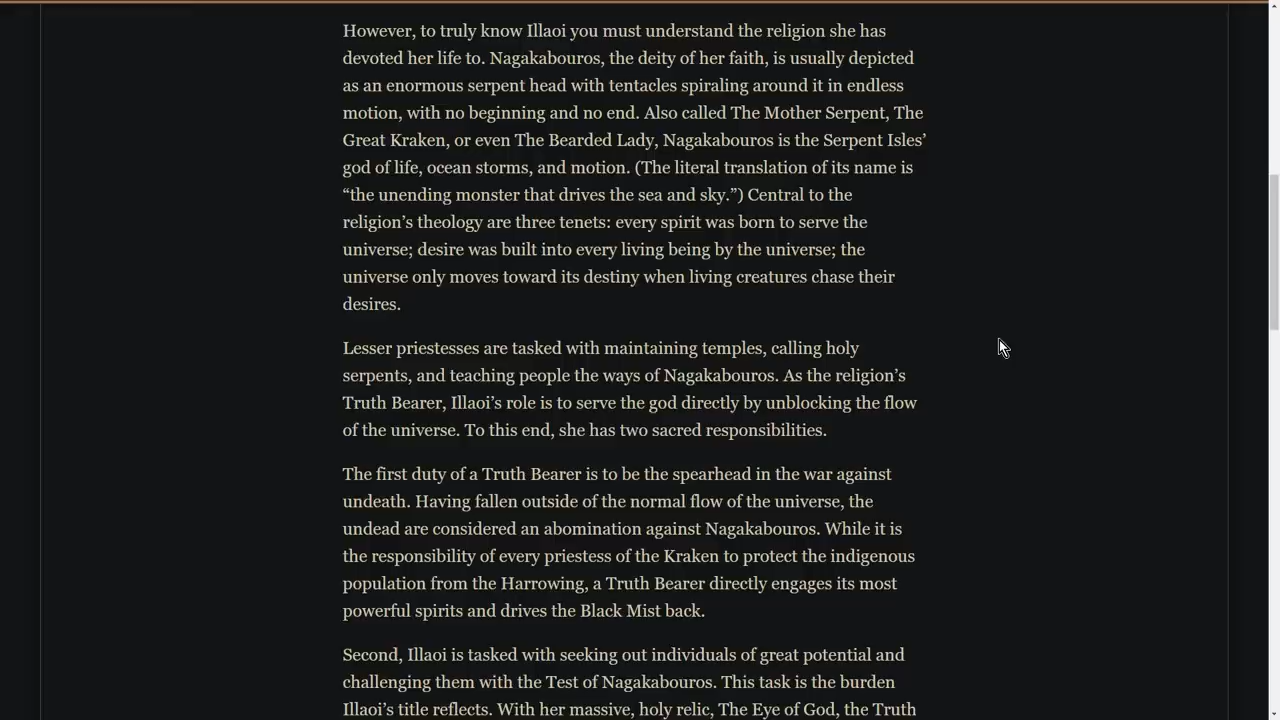 However, to truly know Illaoi you must understand the religion she has
devoted her life to. Nagakabouros, the deity of her faith, is usually depicted
as an enormous serpent head with tentacles spiraling around it in endless
motion, with no beginning and no end. Also called The Mother Serpent, The
Great Kraken, or even The Bearded Lady, Nagakabouros is the Serpent Isles’
god of life, ocean storms, and motion. (The literal translation of its name is
“the unending monster that drives the sea and sky.”) Central to the
religion’s theology are three tenets: every spirit was born to serve the
universe; desire was built into every living being by the universe; the
universe only moves toward its destiny when living creatures chase their
desires.
Lesser priestesses are tasked with maintaining temples, calling holy
serpents, and teaching people the ways of Nagakabouros. As the religion’s
Truth Bearer, Illaoi’s role is to serve the god directly by unblocking the flow
of the universe. To this end, she has two sacred responsibilities.
The first duty of a Truth Bearer is to be the spearhead in the war against
undeath. Having fallen outside of the normal flow of the universe, the
undead are considered an abomination against Nagakabouros. While it is
the responsibility of every priestess of the Kraken to protect the indigenous
population from the Harrowing, a Truth Bearer directly engages its most
powerful spirits and drives the Black Mist back.
Second, Illaoi is tasked with seeking out individuals of great potential and
challenging them with the Test of Nagakabouros. This task is the burden
Illaoi’s title reflects. With her massive, holy relic, The Eye of God, the Truth